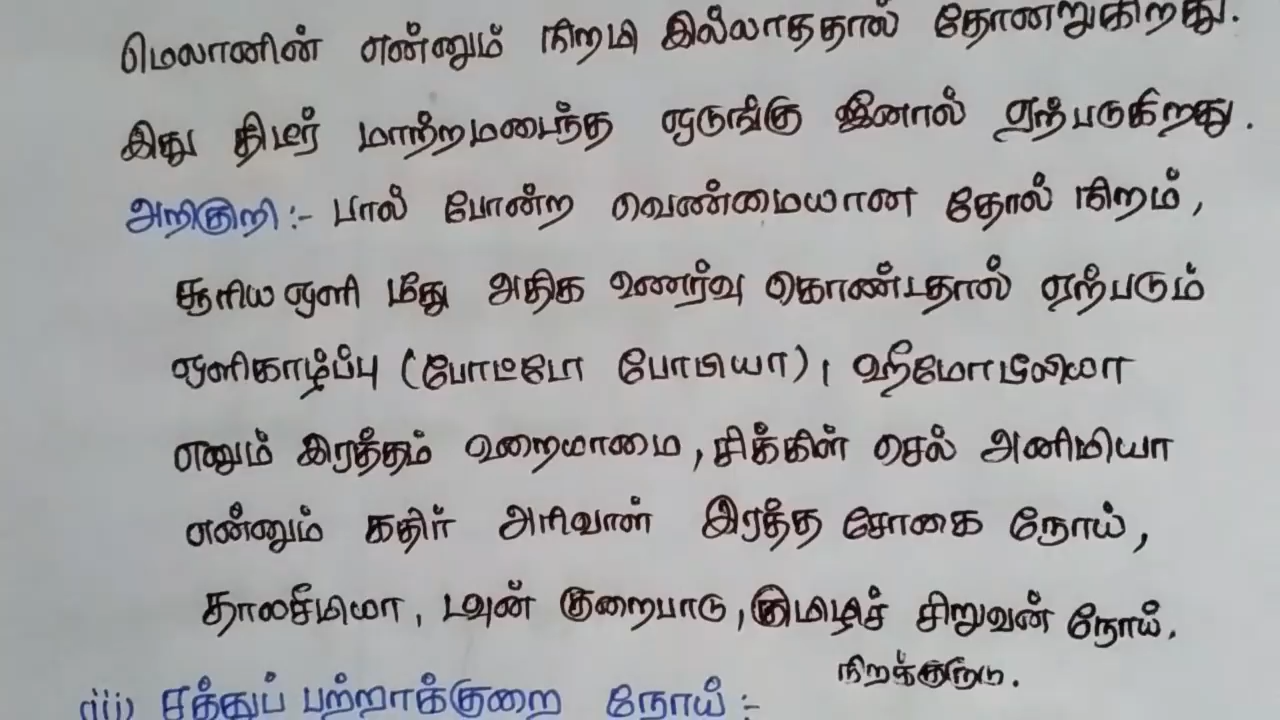 மெலானின் என்னும் நிறமி இல்லாததால் தோன்றுகிறது.
இது திடீர் மாற்றமடைந்த ஒடுங்கு ஜீனால் ஏற்படுகிறது.
அறிகுறி :- பால் போன்ற வெண்மையான தோல் நிறம்,
சூரிய ஒளி மீது அதிக உணர்வு கொண்டதால் ஏற்படும்
ஒளிகாழ்ப்பு (போட்டோ போபியா), ஹீமோபிலியா
எனும் இரத்தம் உறையாமை, சிக்கின் செல் அனிமியா
என்னும் கதிர் அரிவாள் இரத்த சோகை நோய்,
தாலசீமியா, டவுன் குறைபாடு, குமிழிச் சிறுவன் நோய்.
நிறக்குருடு.
(iii) சத்துப் பற்றாக்குறை நோய் :-